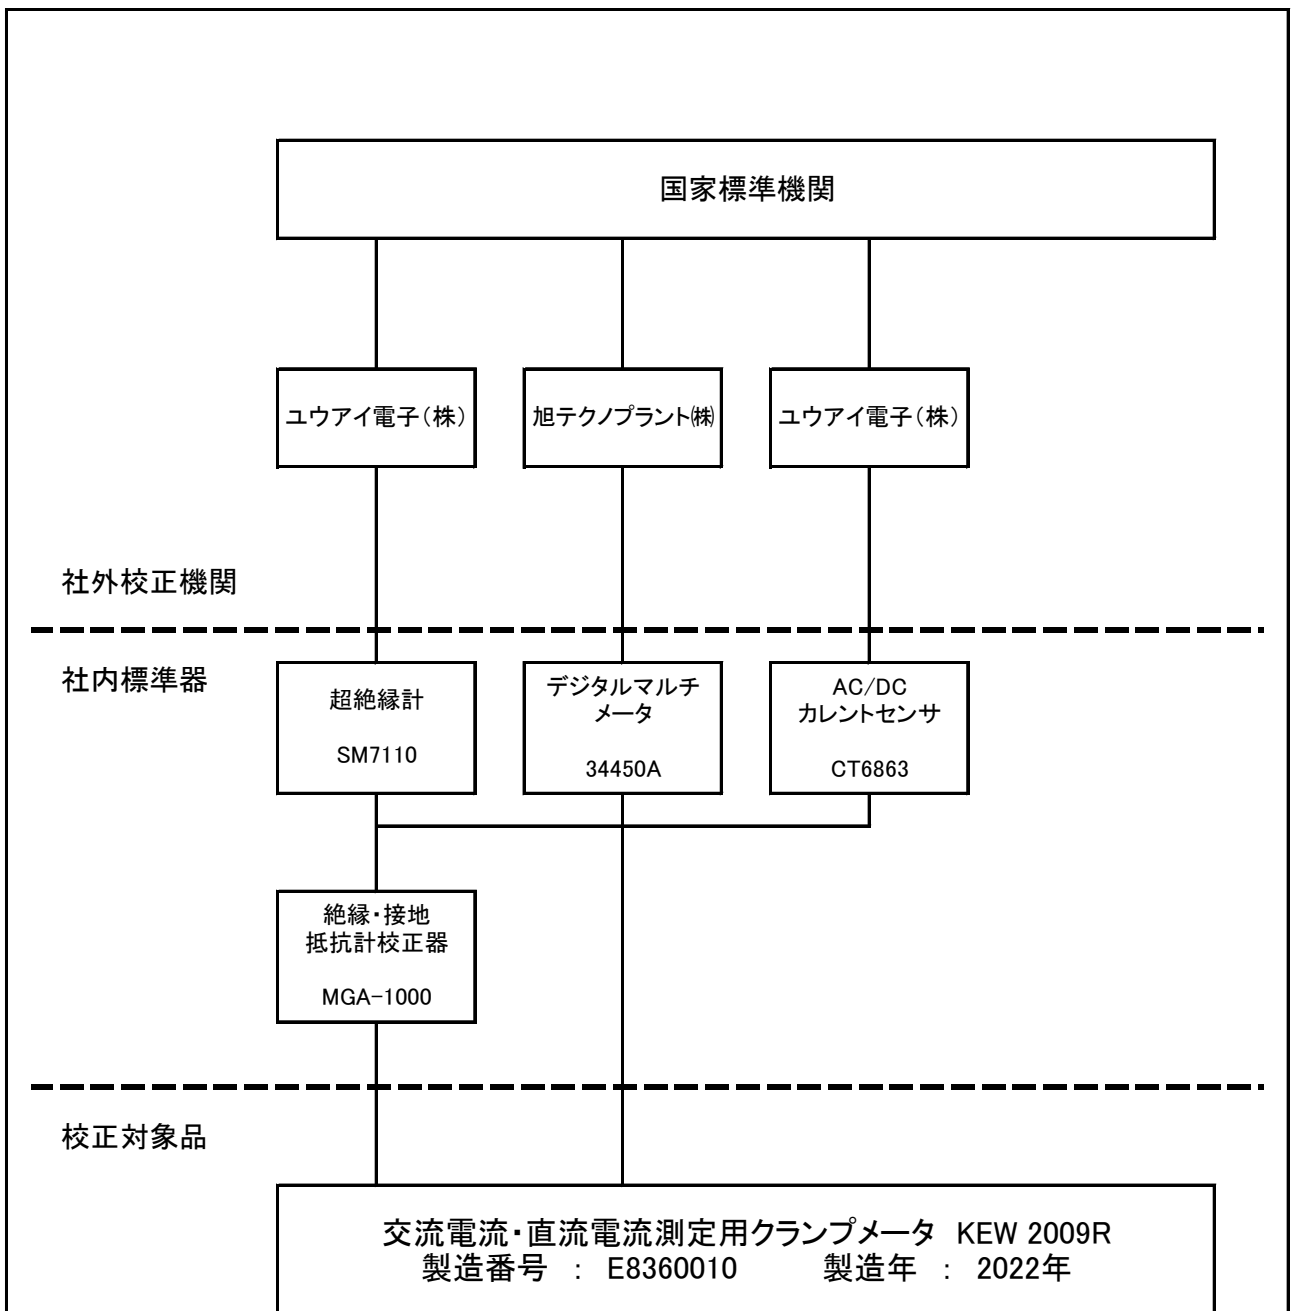 国家標準機関
ユウアイ電子（株）
旭テクノプラント㈱
ユウアイ電子（株）
社外校正機関
社内標準器
超絶縁計
SM7110
デジタルマルチ
メータ
34450A
AC/DC
カレントセンサ
CT6863
絶縁・接地
抵抗計校正器
MGA-1000
校正対象品
交流電流・直流電流測定用クランプメータ KEW 2009R
製造番号 ： E8360010 製造年 ： 2022年